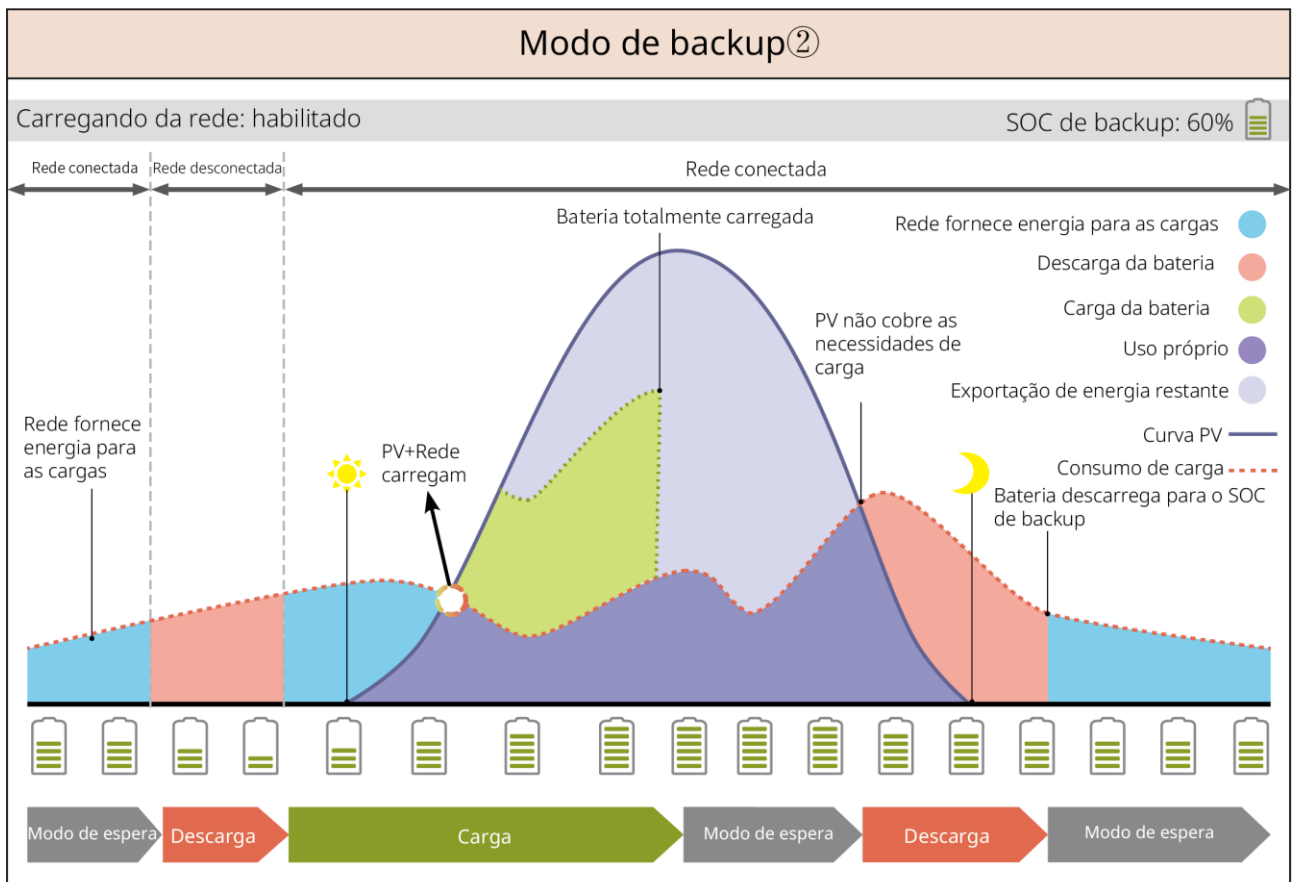 Modo de backup②
Carregando da rede: habilitado
SOC de backup: 60%
Rede conectada
Rede desconectada
Rede conectada
Bateria totalmente carregada
Rede fornece energia para as cargas
Descarga da bateria
Carga da bateria
Uso próprio
Exportação de energia restante
Curva PV
Consumo de carga
PV não cobre as
necessidades de
carga
Rede fornece
energia para
as cargas
PV+Rede
carregam
Bateria descarrega para o SOC
de backup
Modo de espera
Descarga
Carga
Modo de espera
Descarga
Modo de espera